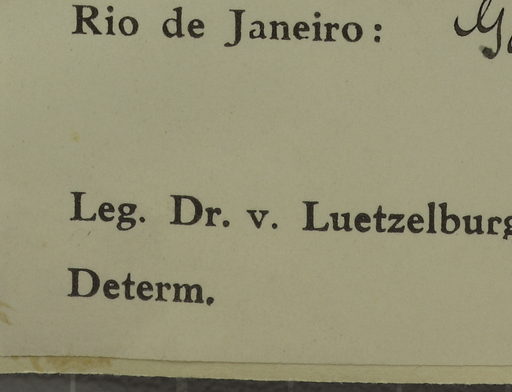 Rio de Janeiro:
Leg. Dr. v. Luetzelburg
Determ.